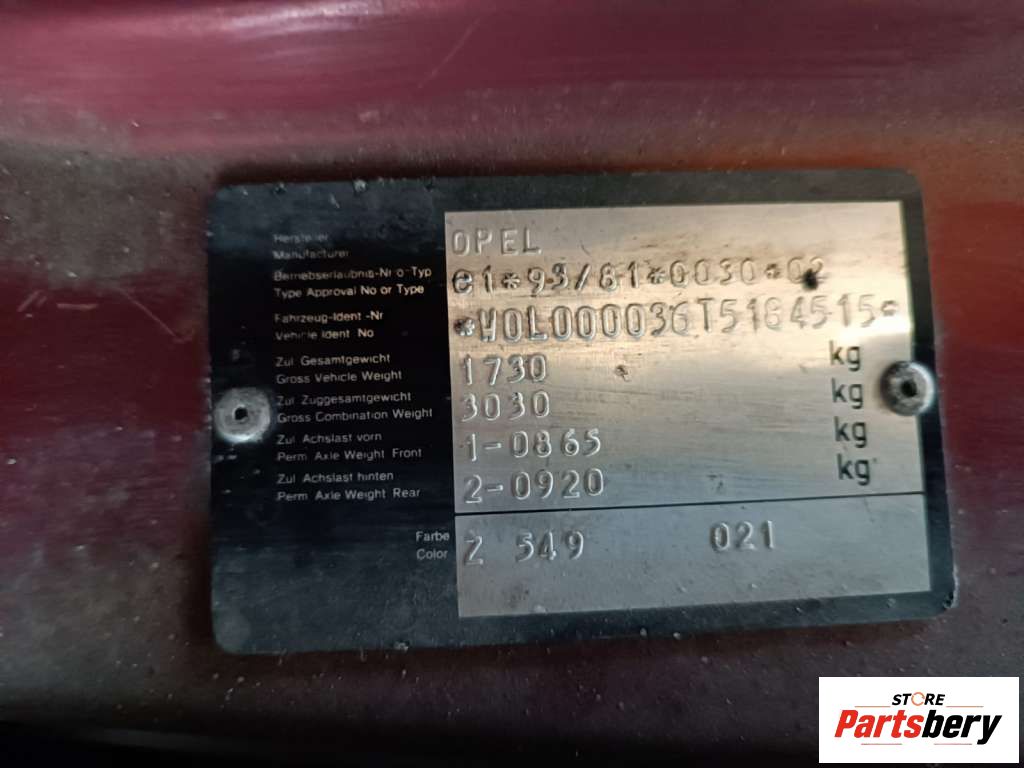 Hersteller
Manufacturer
OPEL
Betriebserlaubnis-Nr o-Typ
Type Approval No or Type
e1*93/81*0030*02
Fahrzeug-Ident -Nr
Vehicle Ident No
*W0L000036T5164515*
Zul Gesamtgewicht
Gross Vehicle Weight
1730 kg
Zul Zuggesamtgewicht
Gross Combination Weight
3030 kg
Zul Achslast vorn
Perm Axle Weight Front
1-0865 kg
Zul Achslast hinten
Perm Axle Weight Rear
2-0920 kg
Farbe
Color
Z 549 021
STORE
Partsbery